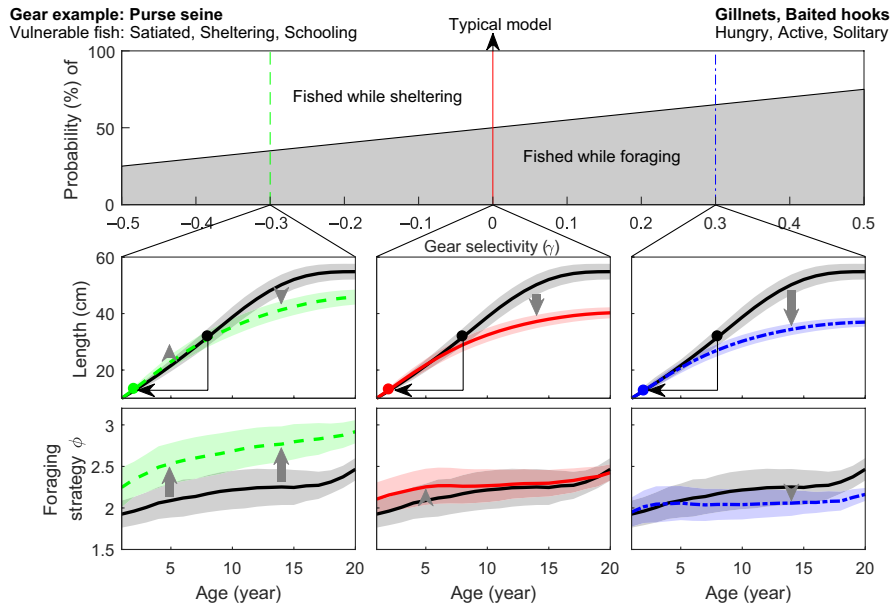 Gear example: Purse seine
Vulnerable fish: Satiated, Sheltering, Schooling
Typical model
Gillnets, Baited hooks
Hungry, Active, Solitary
Probability (%) of
100
50
0
Fished while sheltering
Fished while foraging
–0.5 –0.4 –0.3 –0.2 –0.1 0 0.1 0.2 0.3 0.4 0.5
Gear selectivity (γ)
Length (cm)
60
40
20
Foraging
strategy ϕ
3
2.5
2
1.5
5 10 15 20
5 10 15 20
5 10 15 20
Age (year)
Age (year)
Age (year)